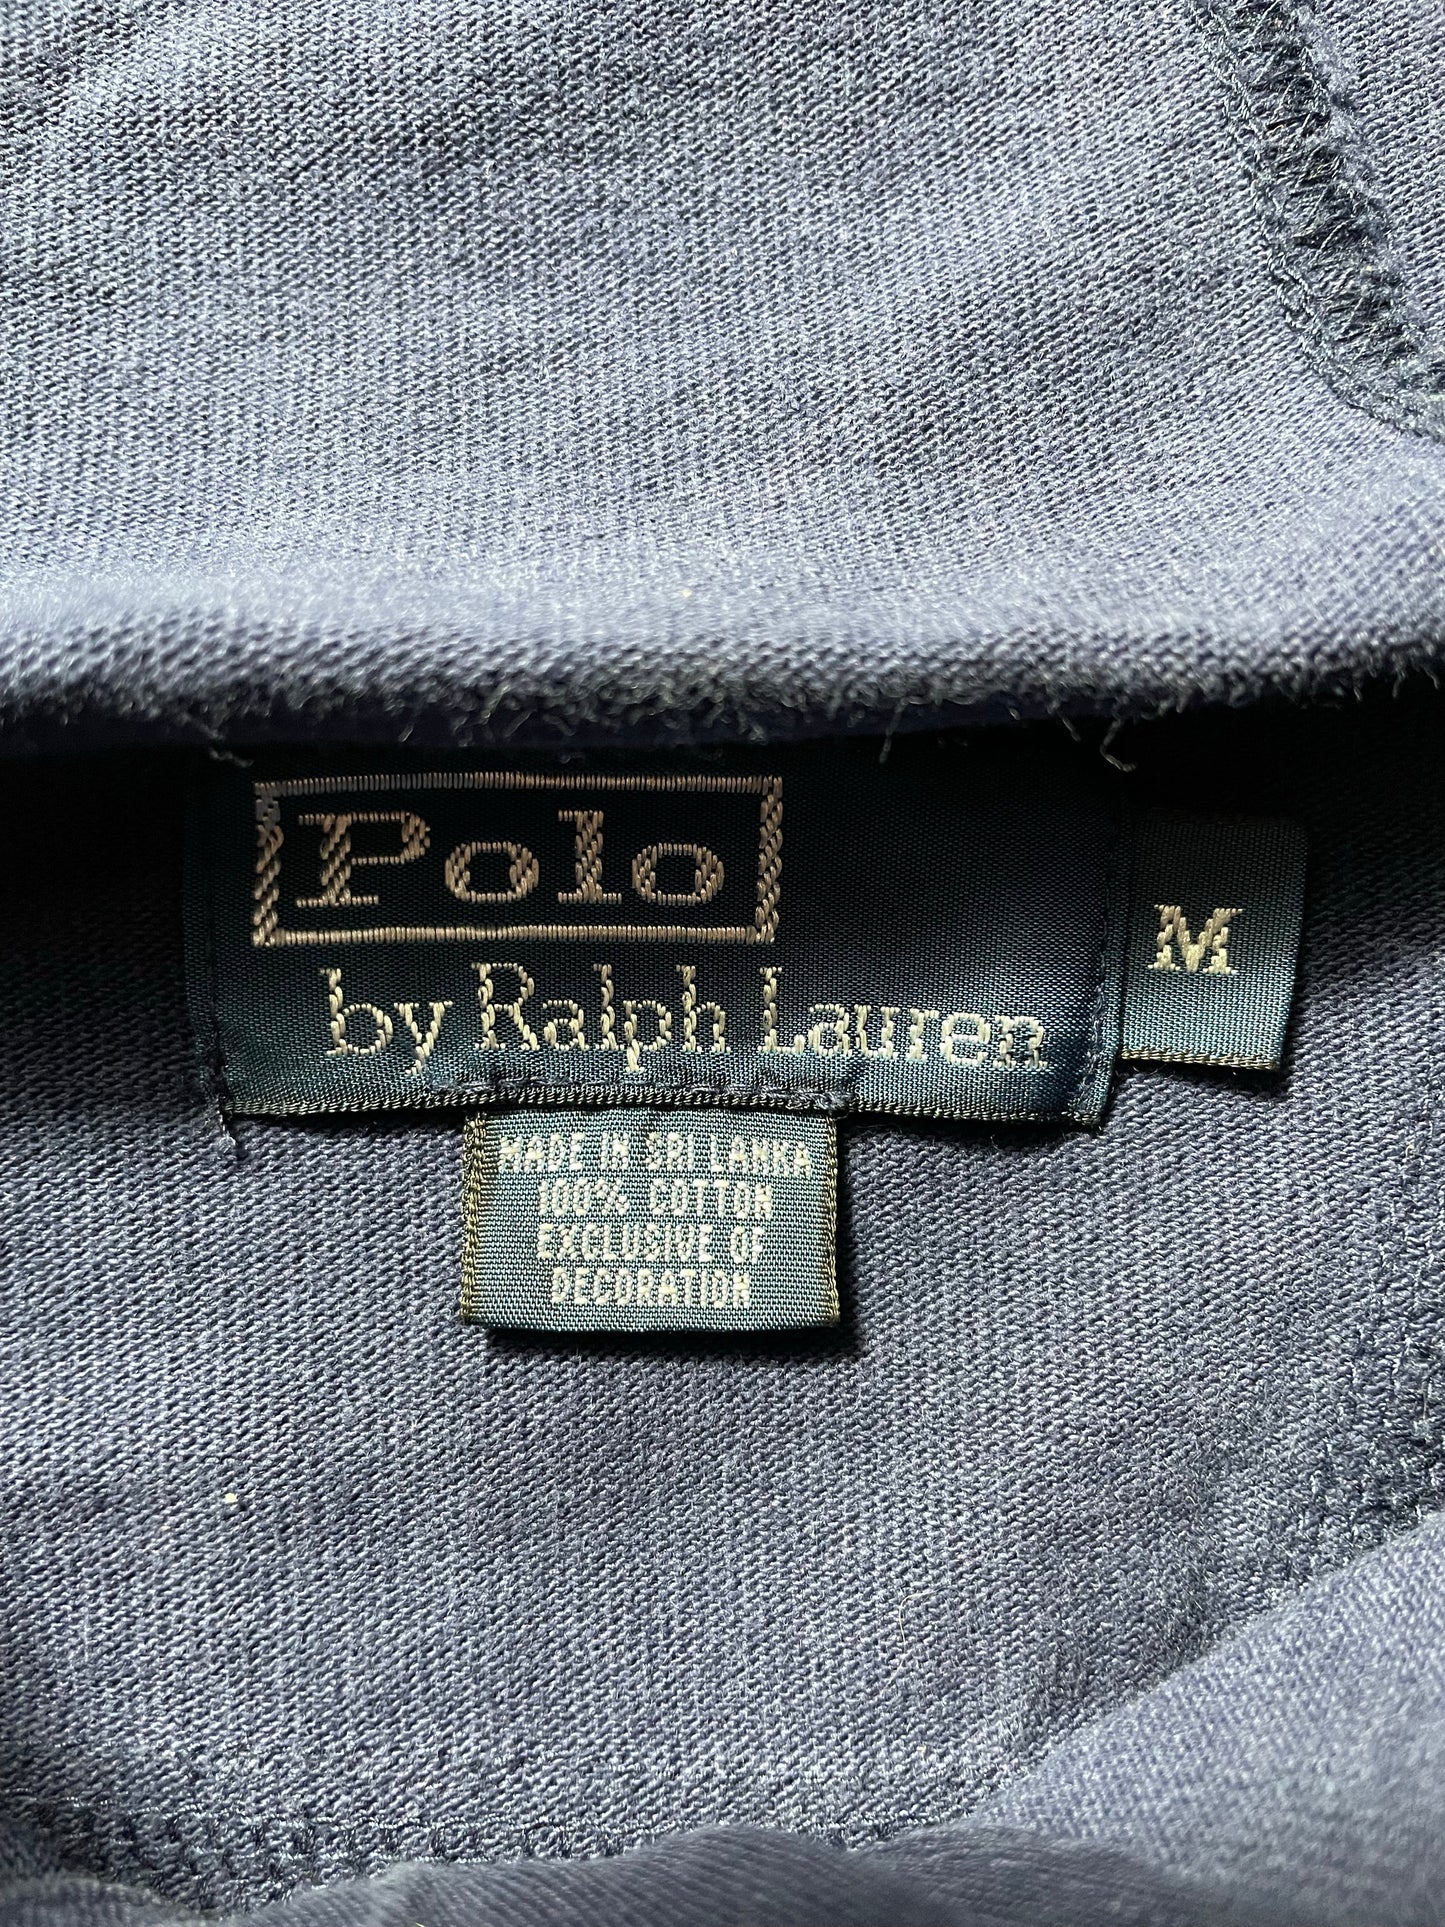 Polo
by Ralph Lauren
M
MADE IN SRI LANKA
100% COTTON
EXCLUSIVE OF
DECORATION